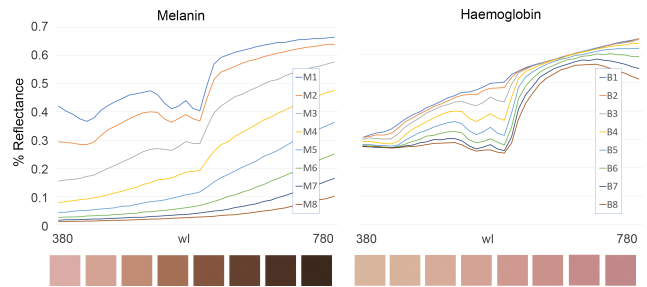 Melanin
Haemoglobin
% Reflectance
0.7
0.6
0.5
0.4
0.3
0.2
0.1
0
M1
M2
M3
M4
M5
M6
M7
M8
380
wl
780
B1
B2
B3
B4
B5
B6
B7
B8
380
wl
780